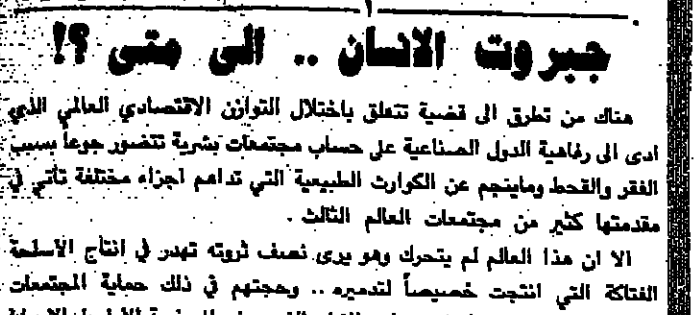 ١
جبروت الانسان .. الى متى ؟!
هناك من تطرق الى قضية تتعلق باختلال التوازن الاقتصادي العالمي الذي
ادى الى رفاهية الدول الصناعية على حساب مجتمعات بشرية تتضور جوعاً بسبب
الفقر والقحط وماينجم عن الكوارث الطبيعية التي تداهم اجزاء مختلفة تأتي في
مقدمتها كثير من مجتمعات العالم الثالث .
الا ان هذا العالم لم يتحرك وهو يرى نصف ثروته تهدر في انتاج الأسلحة
الفتاكة التي انتجت خصيصاً لتدميره .. وحجتهم في ذلك حماية المجتمعات